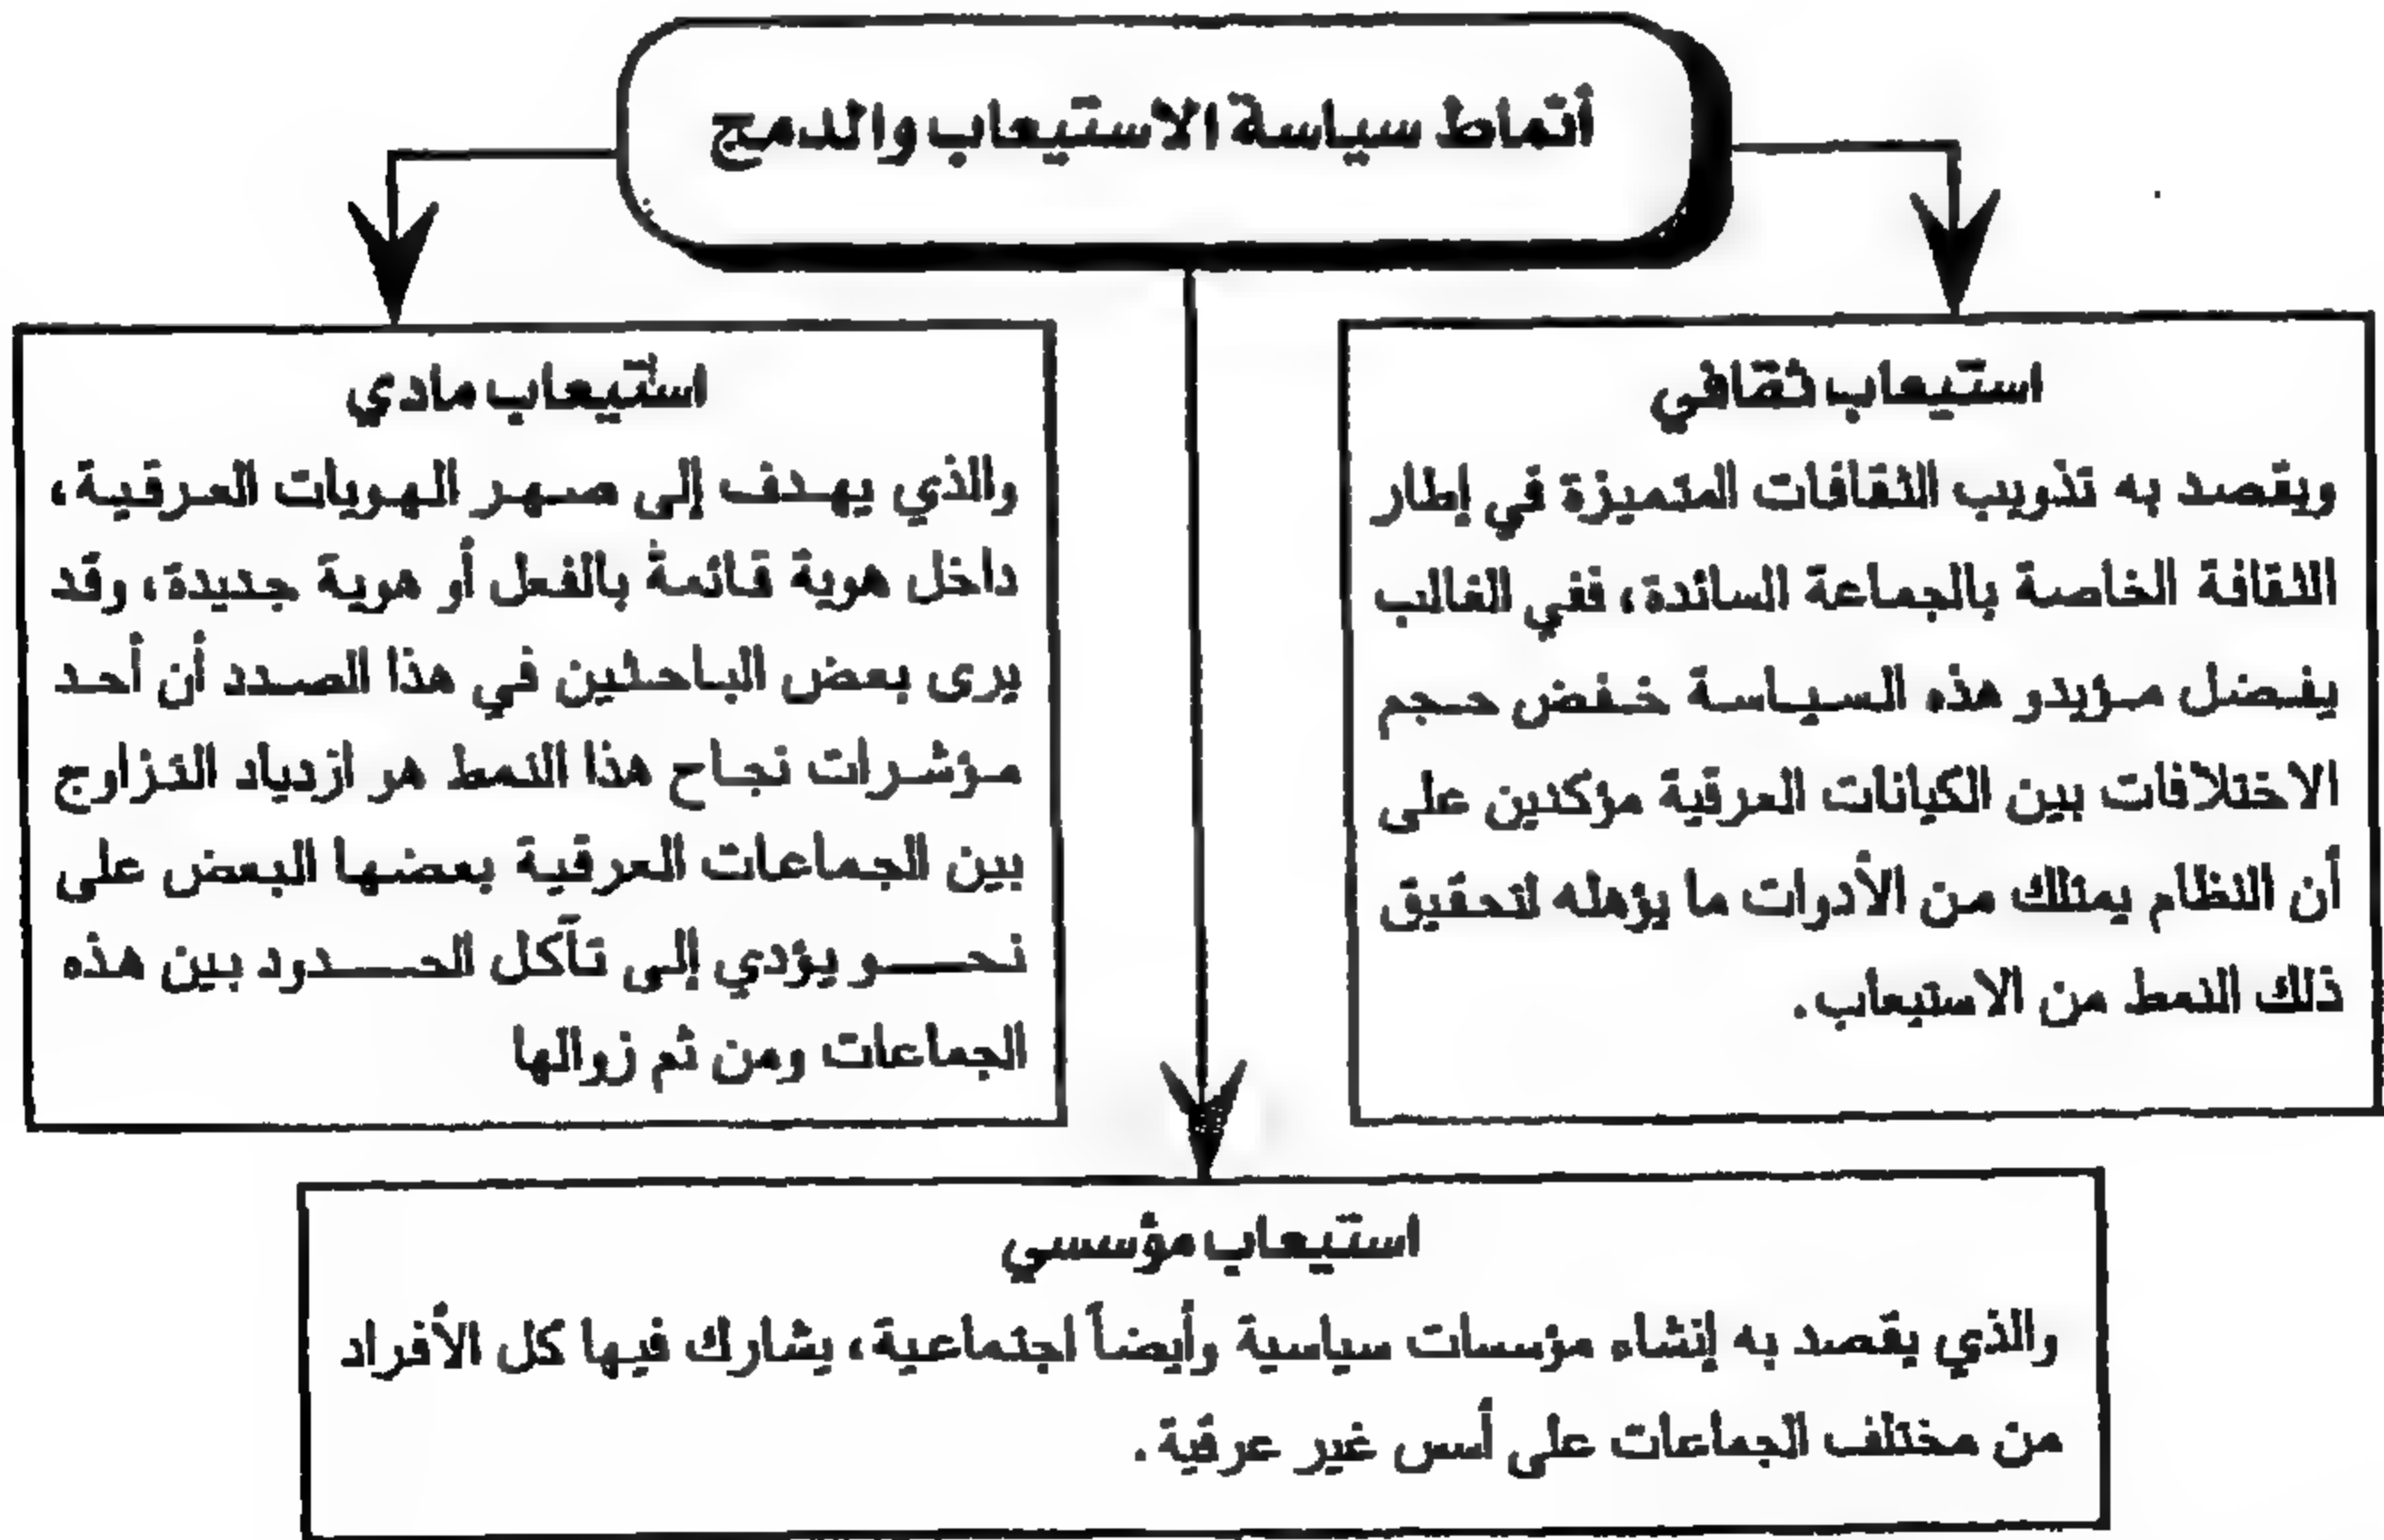 أنماط سياسة الاستيعاب والدمج
استيعاب ثقافي
ويقصد به تذويب الثقافات المتميزة في إطار
الثقافة الخاصة بالجماعة السائدة، ففي الغالب
يفضل مؤيدو هذه السياسة خفض حجم
الاختلافات بين الكيانات العرقية مؤكدين على
أن النظام يمتلك من الأدوات ما يؤهله لتحقيق
ذلك النمط من الاستيعاب.
استيعاب مادي
والذي يهدف إلى صهر الهويات العرقية،
داخل هوية قائمة بالفعل أو هوية جديدة، وقد
يرى بعض الباحثين في هذا الصدد أن أحد
مؤشرات نجاح هذا النمط هو ازدياد التزاوج
بين الجماعات العرقية بعضها البعض على
نحو يؤدي إلى تآكل الحدود بين هذه
الجماعات ومن ثم زوالها
استيعاب مؤسسي
والذي يقصد به إنشاء مؤسسات سياسية وأيضاً اجتماعية، يشارك فيها كل الأفراد
من مختلف الجماعات على أسس غير عرقية.